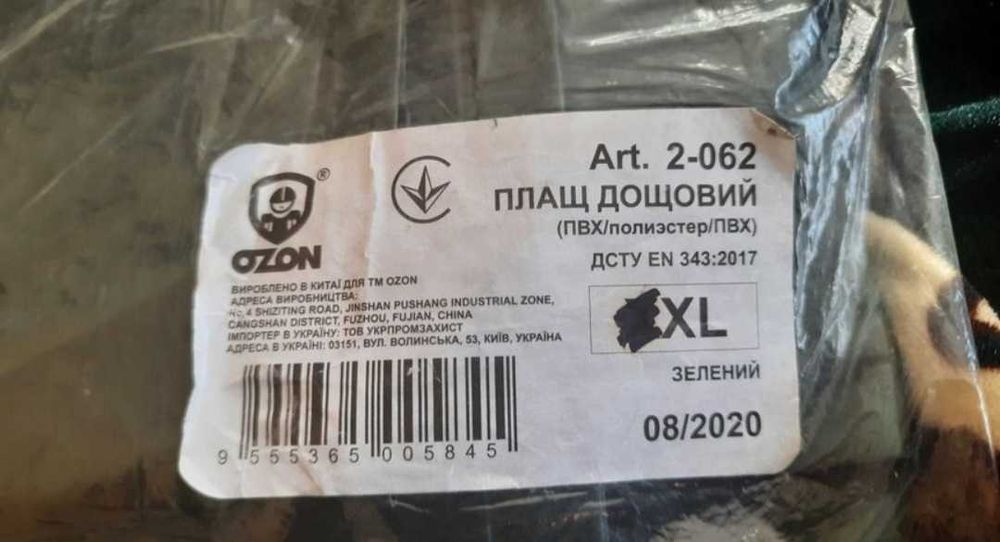 Art. 2-062
ПЛАЩ ДОЩОВИЙ
(ПВХ/полиэстер/ПВХ)
ДСТУ EN 343:2017
XL
ЗЕЛЕНИЙ
08/2020
®
OZON
ВИРОБЛЕНО В КИТАЇ ДЛЯ ТМ OZON
АДРЕСА ВИРОБНИЦТВА:
No.4 SHIZITING ROAD, JINSHAN PUSHANG INDUSTRIAL ZONE,
CANGSHAN DISTRICT, FUZHOU, FUJIAN, CHINA
ІМПОРТЕР В УКРАЇНУ: ТОВ УКРПРОМЗАХИСТ
АДРЕСА В УКРАЇНІ: 03151, ВУЛ. ВОЛИНСЬКА, 53, КИЇВ, УКРАЇНА
9 555365 005845